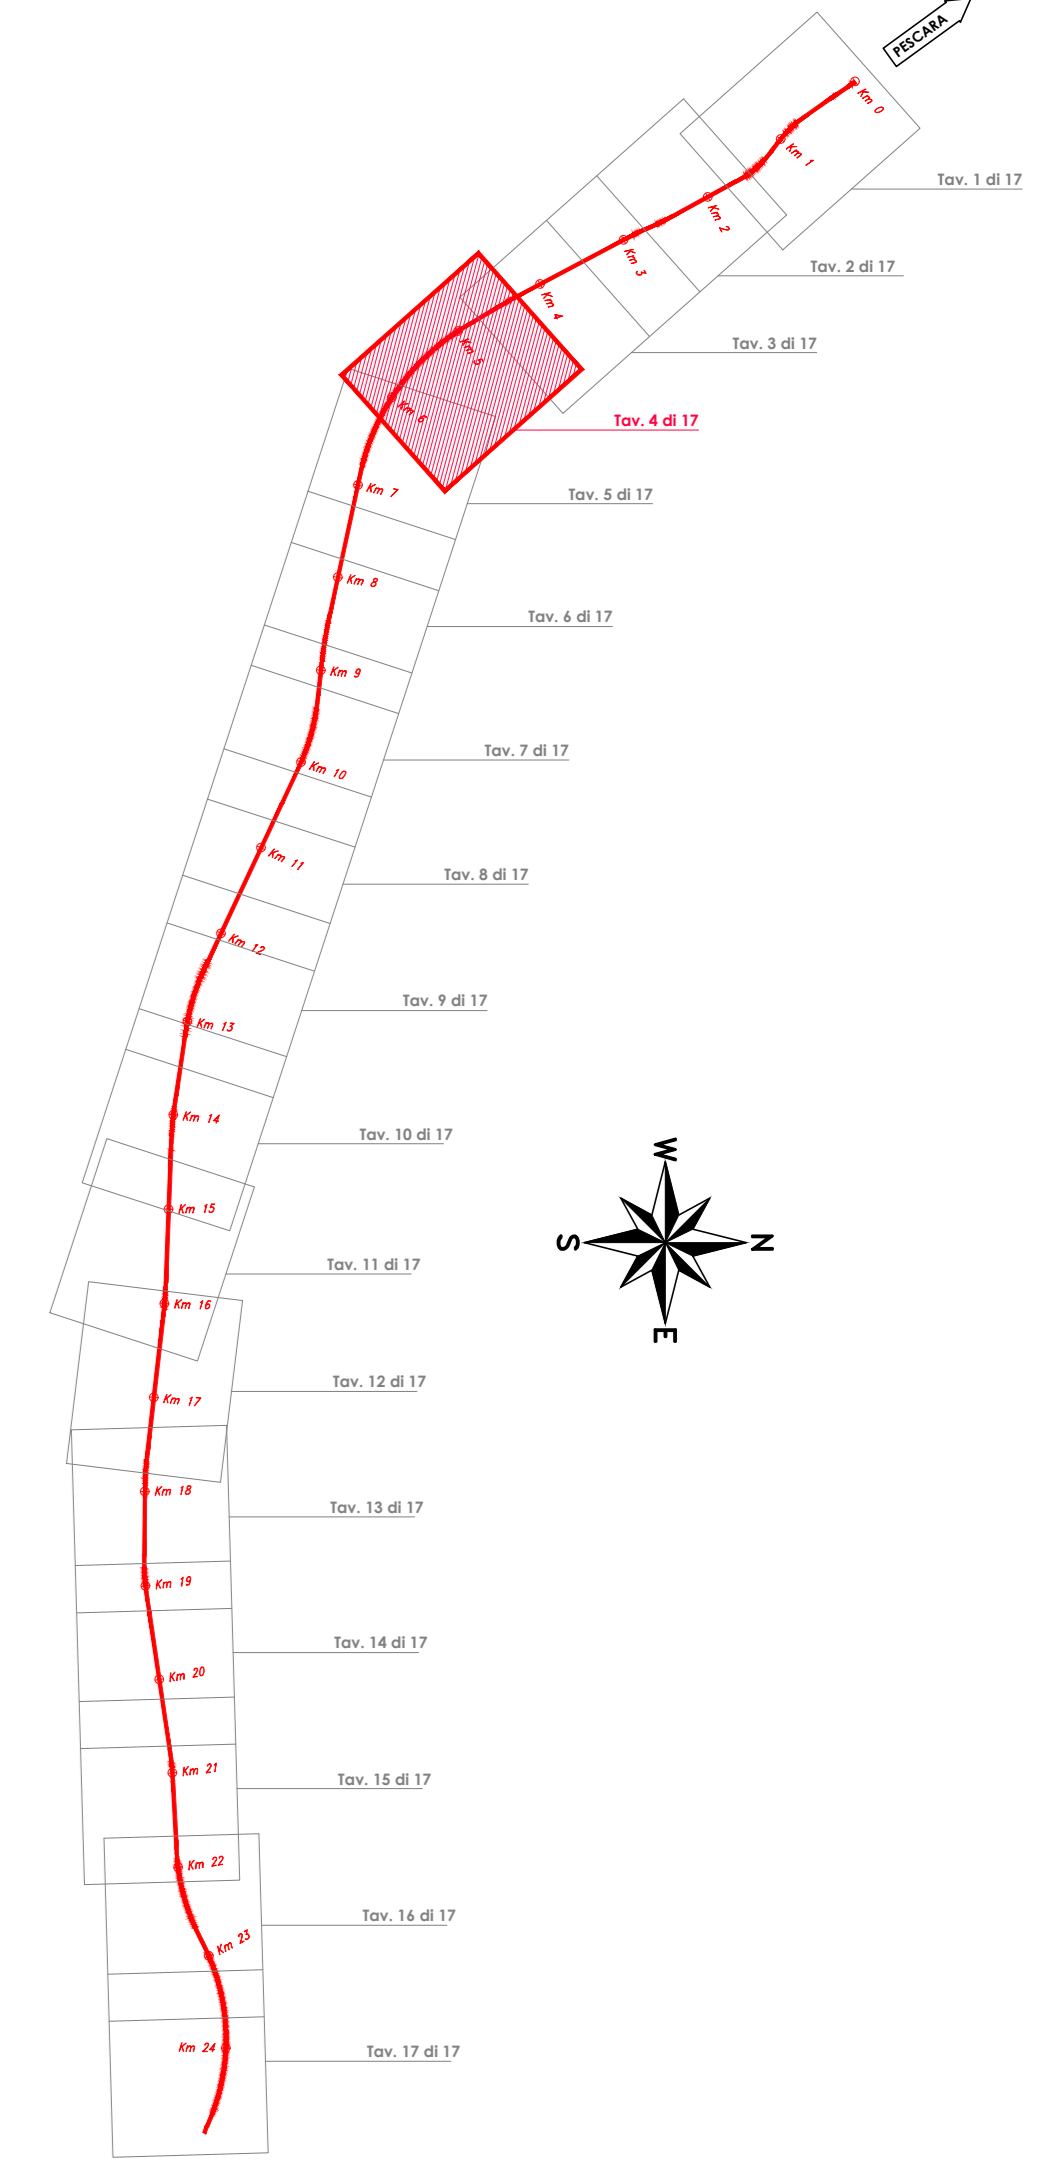 PESCARA
Km 0
Km 1
Tav. 1 di 17
Km 2
Km 3
Tav. 2 di 17
Km 4
Tav. 3 di 17
Km 5
Km 6
Tav. 4 di 17
Km 7
Tav. 5 di 17
Km 8
Tav. 6 di 17
Km 9
Tav. 7 di 17
Km 10
Km 11
Tav. 8 di 17
Km 12
Tav. 9 di 17
Km 13
Km 14
Tav. 10 di 17
W
Km 15
S
N
Tav. 11 di 17
Km 16
E
Tav. 12 di 17
Km 17
Km 18
Tav. 13 di 17
Km 19
Tav. 14 di 17
Km 20
Km 21
Tav. 15 di 17
Km 22
Tav. 16 di 17
Km 23
Km 24
Tav. 17 di 17